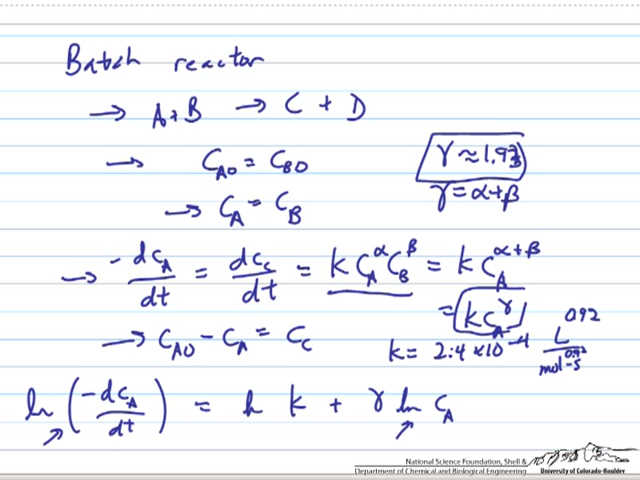 Batch reactor
→ A + B → C + D
→ C_A0 = C_B0
γ ≈ 1.93
→ C_A = C_B
γ = α + β
→ -dC_A/dt = dC_C/dt = k C_A^α C_B^β = k C_A^(α+β)
= k C_A^γ
→ C_A0 - C_A = C_C
k = 2.4 × 10^-4 L^0.92/mol^0.92-s
ln (-dC_A/dt) = ln k + γ ln C_A
National Science Foundation, Shell &
Department of Chemical and Biological Engineering
University of Colorado-Boulder